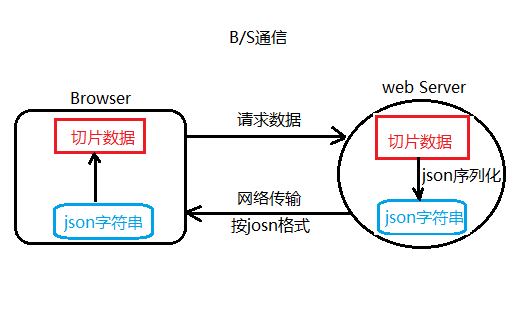 B/S通信
web Server
Browser
切片数据
请求数据
切片数据
json序列化
网络传输
json字符串
按josn格式
json字符串